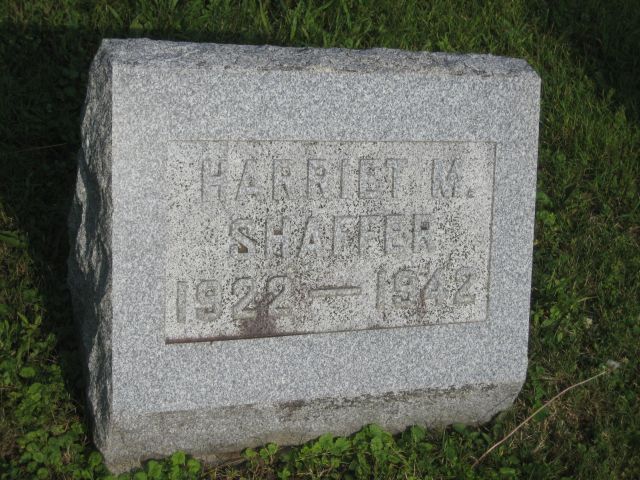 HARRIET M.
SHAFFER
1922 — 1942